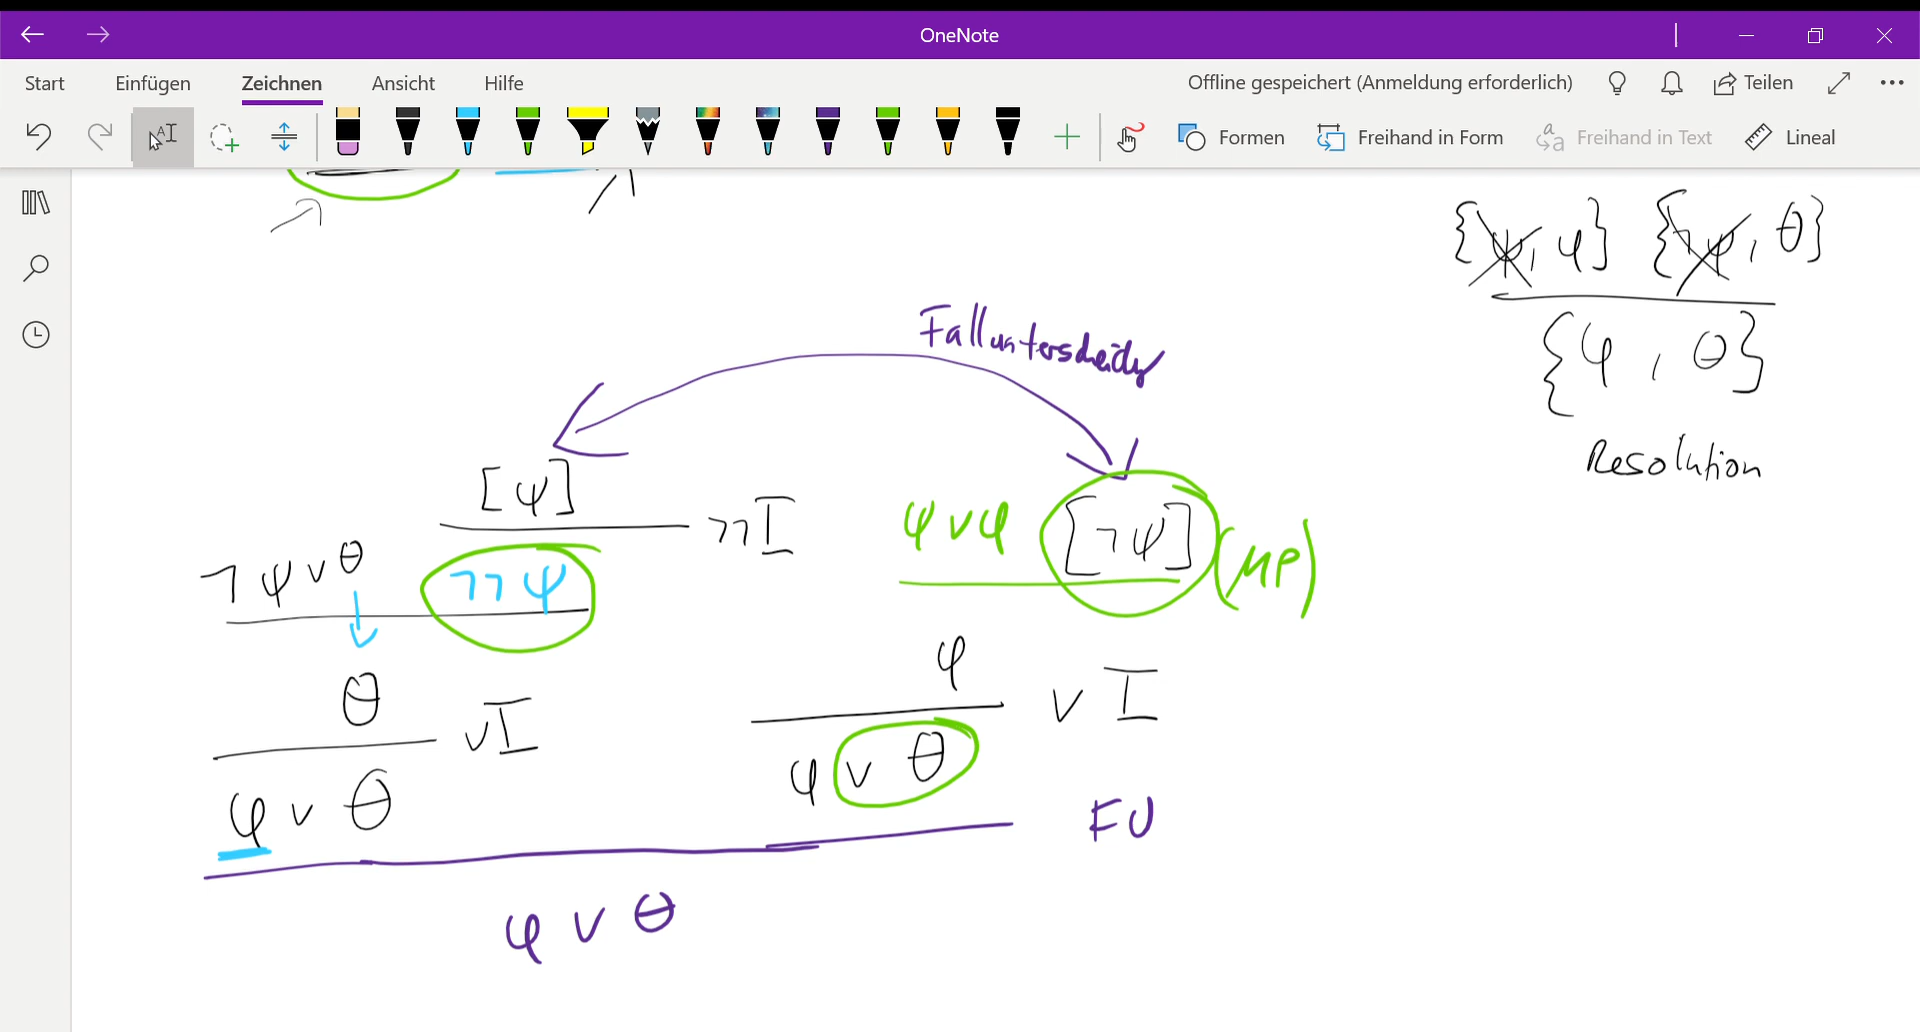 OneNote
Start Einfügen Zeichnen Ansicht Hilfe
Offline gespeichert (Anmeldung erforderlich) Teilen
Formen Freihand in Form Freihand in Text Lineal
{ψ, φ} {¬ψ, θ}
{φ, θ}
Resolution
Fallunterscheidg
[ψ]
¬¬I
φ ∨ φ [¬ψ] (MP)
¬ψ ∨ θ ¬¬ψ
φ
θ ∨I
∨I
φ ∨ θ
φ ∨ θ
FU
φ ∨ θ